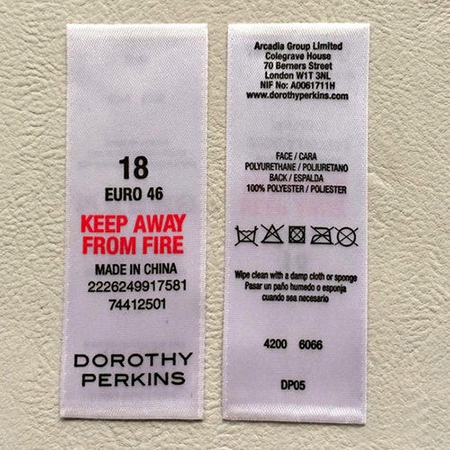 18
EURO 46
KEEP AWAY
FROM FIRE
MADE IN CHINA
2226249917581
74412501
DOROTHY
PERKINS
Arcadia Group Limited
Colegrave House
70 Berners Street
London W1T 3NL
NIF No: A0061711H
www.dorothyperkins.com
FACE / CARA
POLYURETHANE / POLIURETANO
BACK / ESPALDA
100% POLYESTER / POLIESTER
Wipe clean with a damp cloth or sponge
Pasar un paño humedo o esponja
cuando sea necesario
4200 6066
DP05